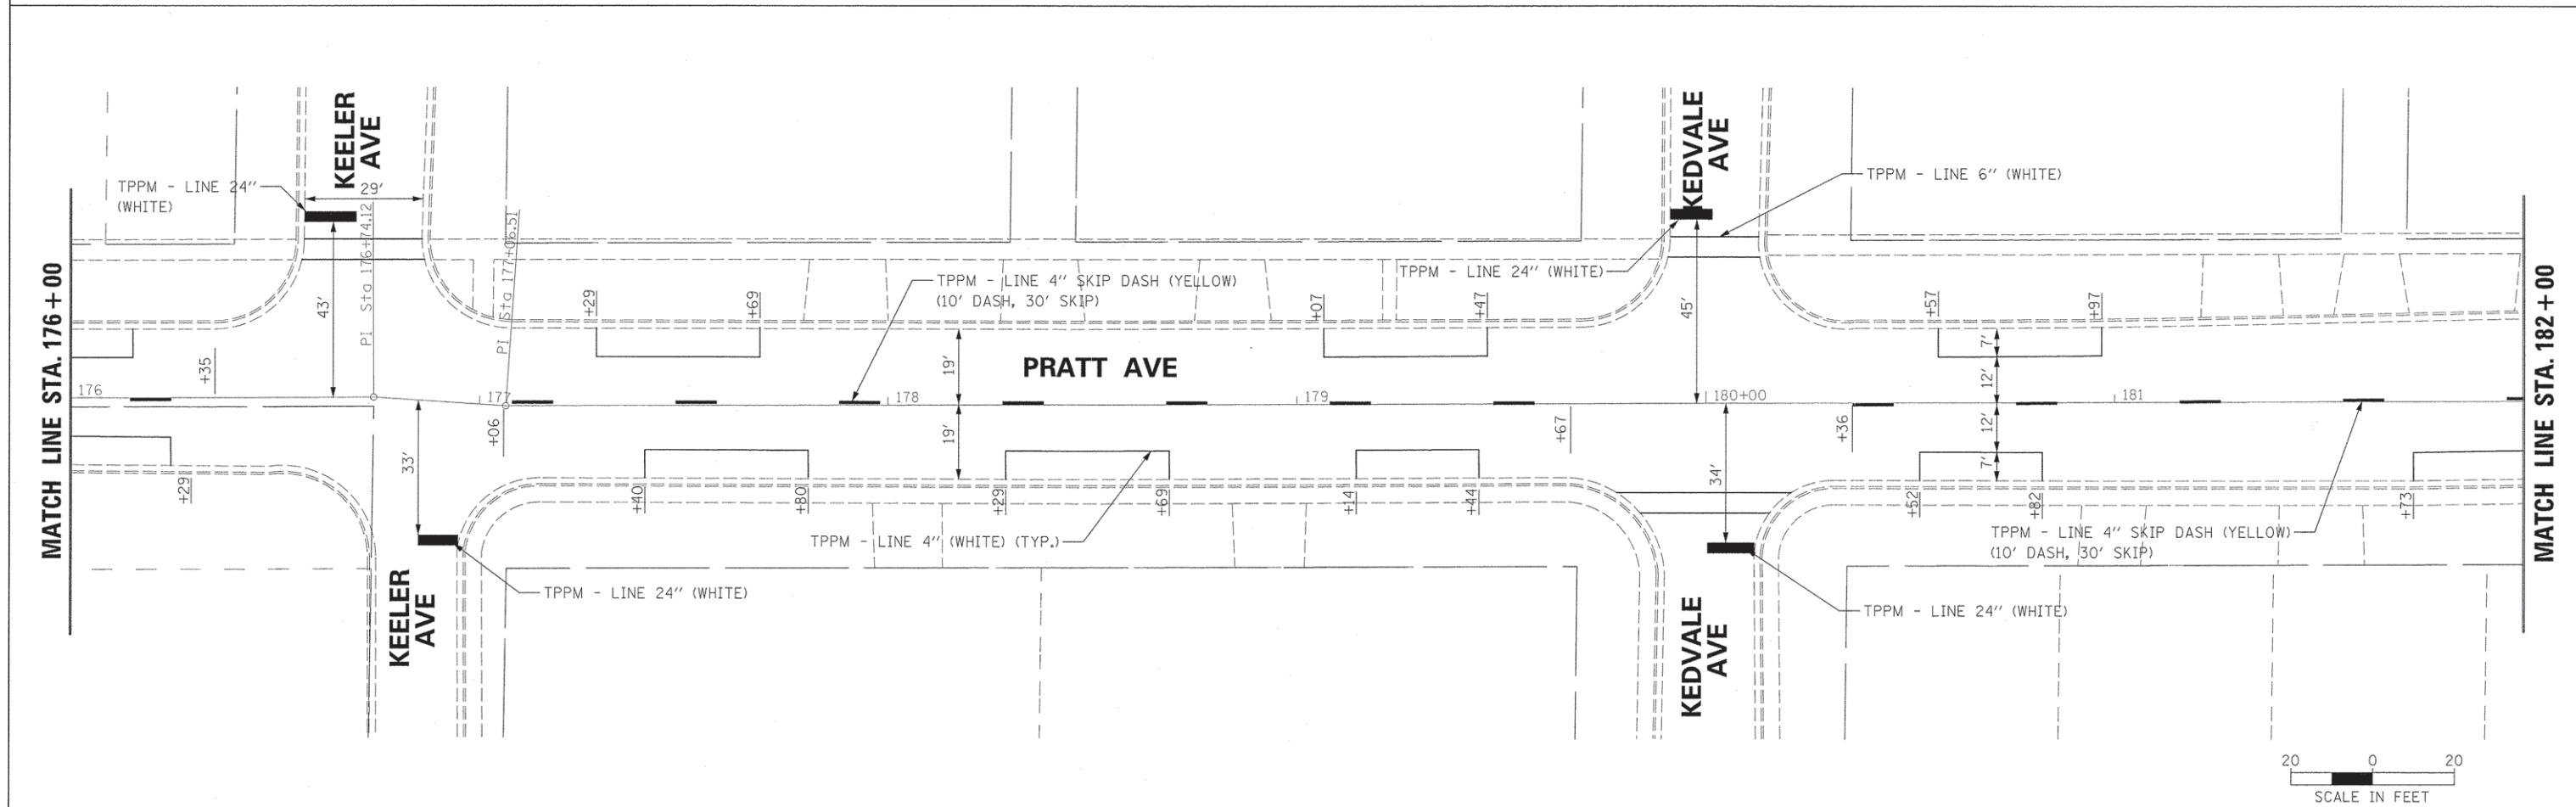 KEELER
AVE
KEDVALE
AVE
TPPM - LINE 24" (WHITE)
29'
TPPM - LINE 6" (WHITE)
PI Sta 176+74.12
PI Sta 177+06.51
43'
TPPM - LINE 4" SKIP DASH (YELLOW)
(10' DASH, 30' SKIP)
TPPM - LINE 24" (WHITE)
45'
MATCH LINE STA. 176+00
+35
+29
+69
+07
+47
+57
+97
7'
MATCH LINE STA. 182+00
19'
PRATT AVE
12'
176
177
178
179
180+00
181
+06
+67
+36
33'
19'
34'
12'
7'
+29
+40
+80
+29
+69
+14
+44
+52
+82
+73
TPPM - LINE 4" (WHITE) (TYP.)
TPPM - LINE 4" SKIP DASH (YELLOW)
(10' DASH, 30' SKIP)
KEELER
AVE
TPPM - LINE 24" (WHITE)
KEDVALE
AVE
TPPM - LINE 24" (WHITE)
20 0 20
SCALE IN FEET